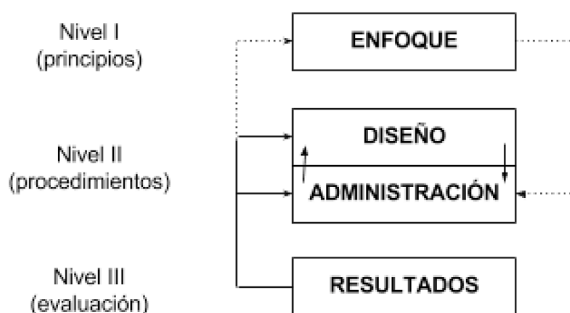 Nivel I
(principios)
ENFOQUE
Nivel II
(procedimientos)
DISEÑO
ADMINISTRACIÓN
Nivel III
(evaluación)
RESULTADOS